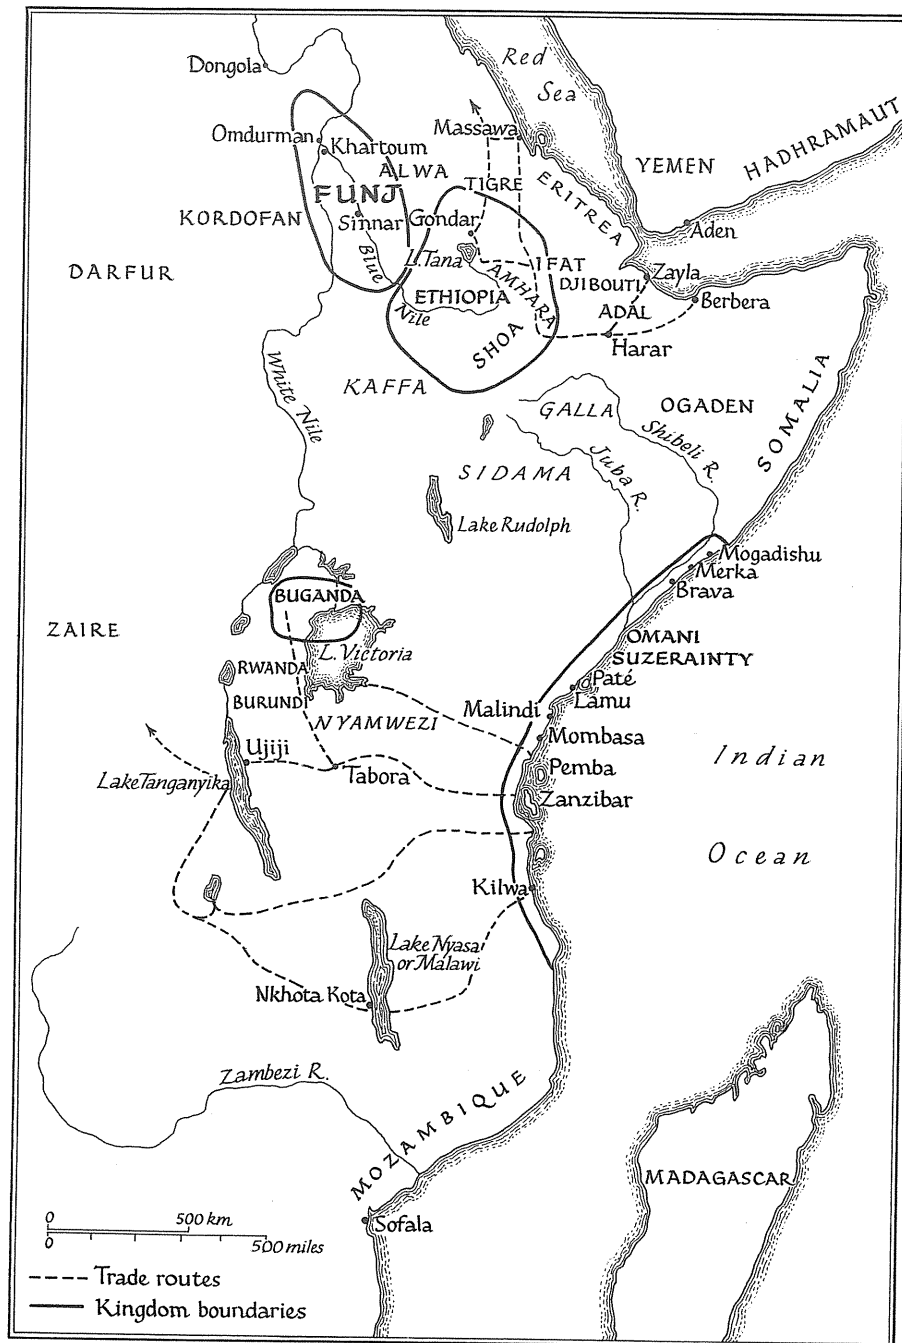 Red
Sea
Dongola
Massawa
Omdurman
Khartoum
ALWA
YEMEN
HADHRAMAUT
TIGRE
FUNJ
ERITREA
KORDOFAN
Sinnar
Gondar
Aden
Blue
L. Tana
IFAT
DARFUR
AMHARA
DJIBOUTI
Zayla
ETHIOPIA
Berbera
Nile
ADAL
SHOA
Harar
White Nile
KAFFA
GALLA
OGADEN
SOMALIA
Shibeli R.
Juba R.
SIDAMA
Lake Rudolph
Mogadishu
Merka
Brava
BUGANDA
ZAIRE
OMANI
SUZERAINTY
L. Victoria
RWANDA
Paté
Lamu
BURUNDI
Malindi
NYAMWEZI
Mombasa
Ujiji
Indian
Pemba
Tabora
Lake Tanganyika
Zanzibar
Ocean
Kilwa
Lake Nyasa
or Malawi
Nkhota Kota
Zambezi R.
MOZAMBIQUE
MADAGASCAR
Sofala
0 500 km
0 500 miles
Trade routes
Kingdom boundaries